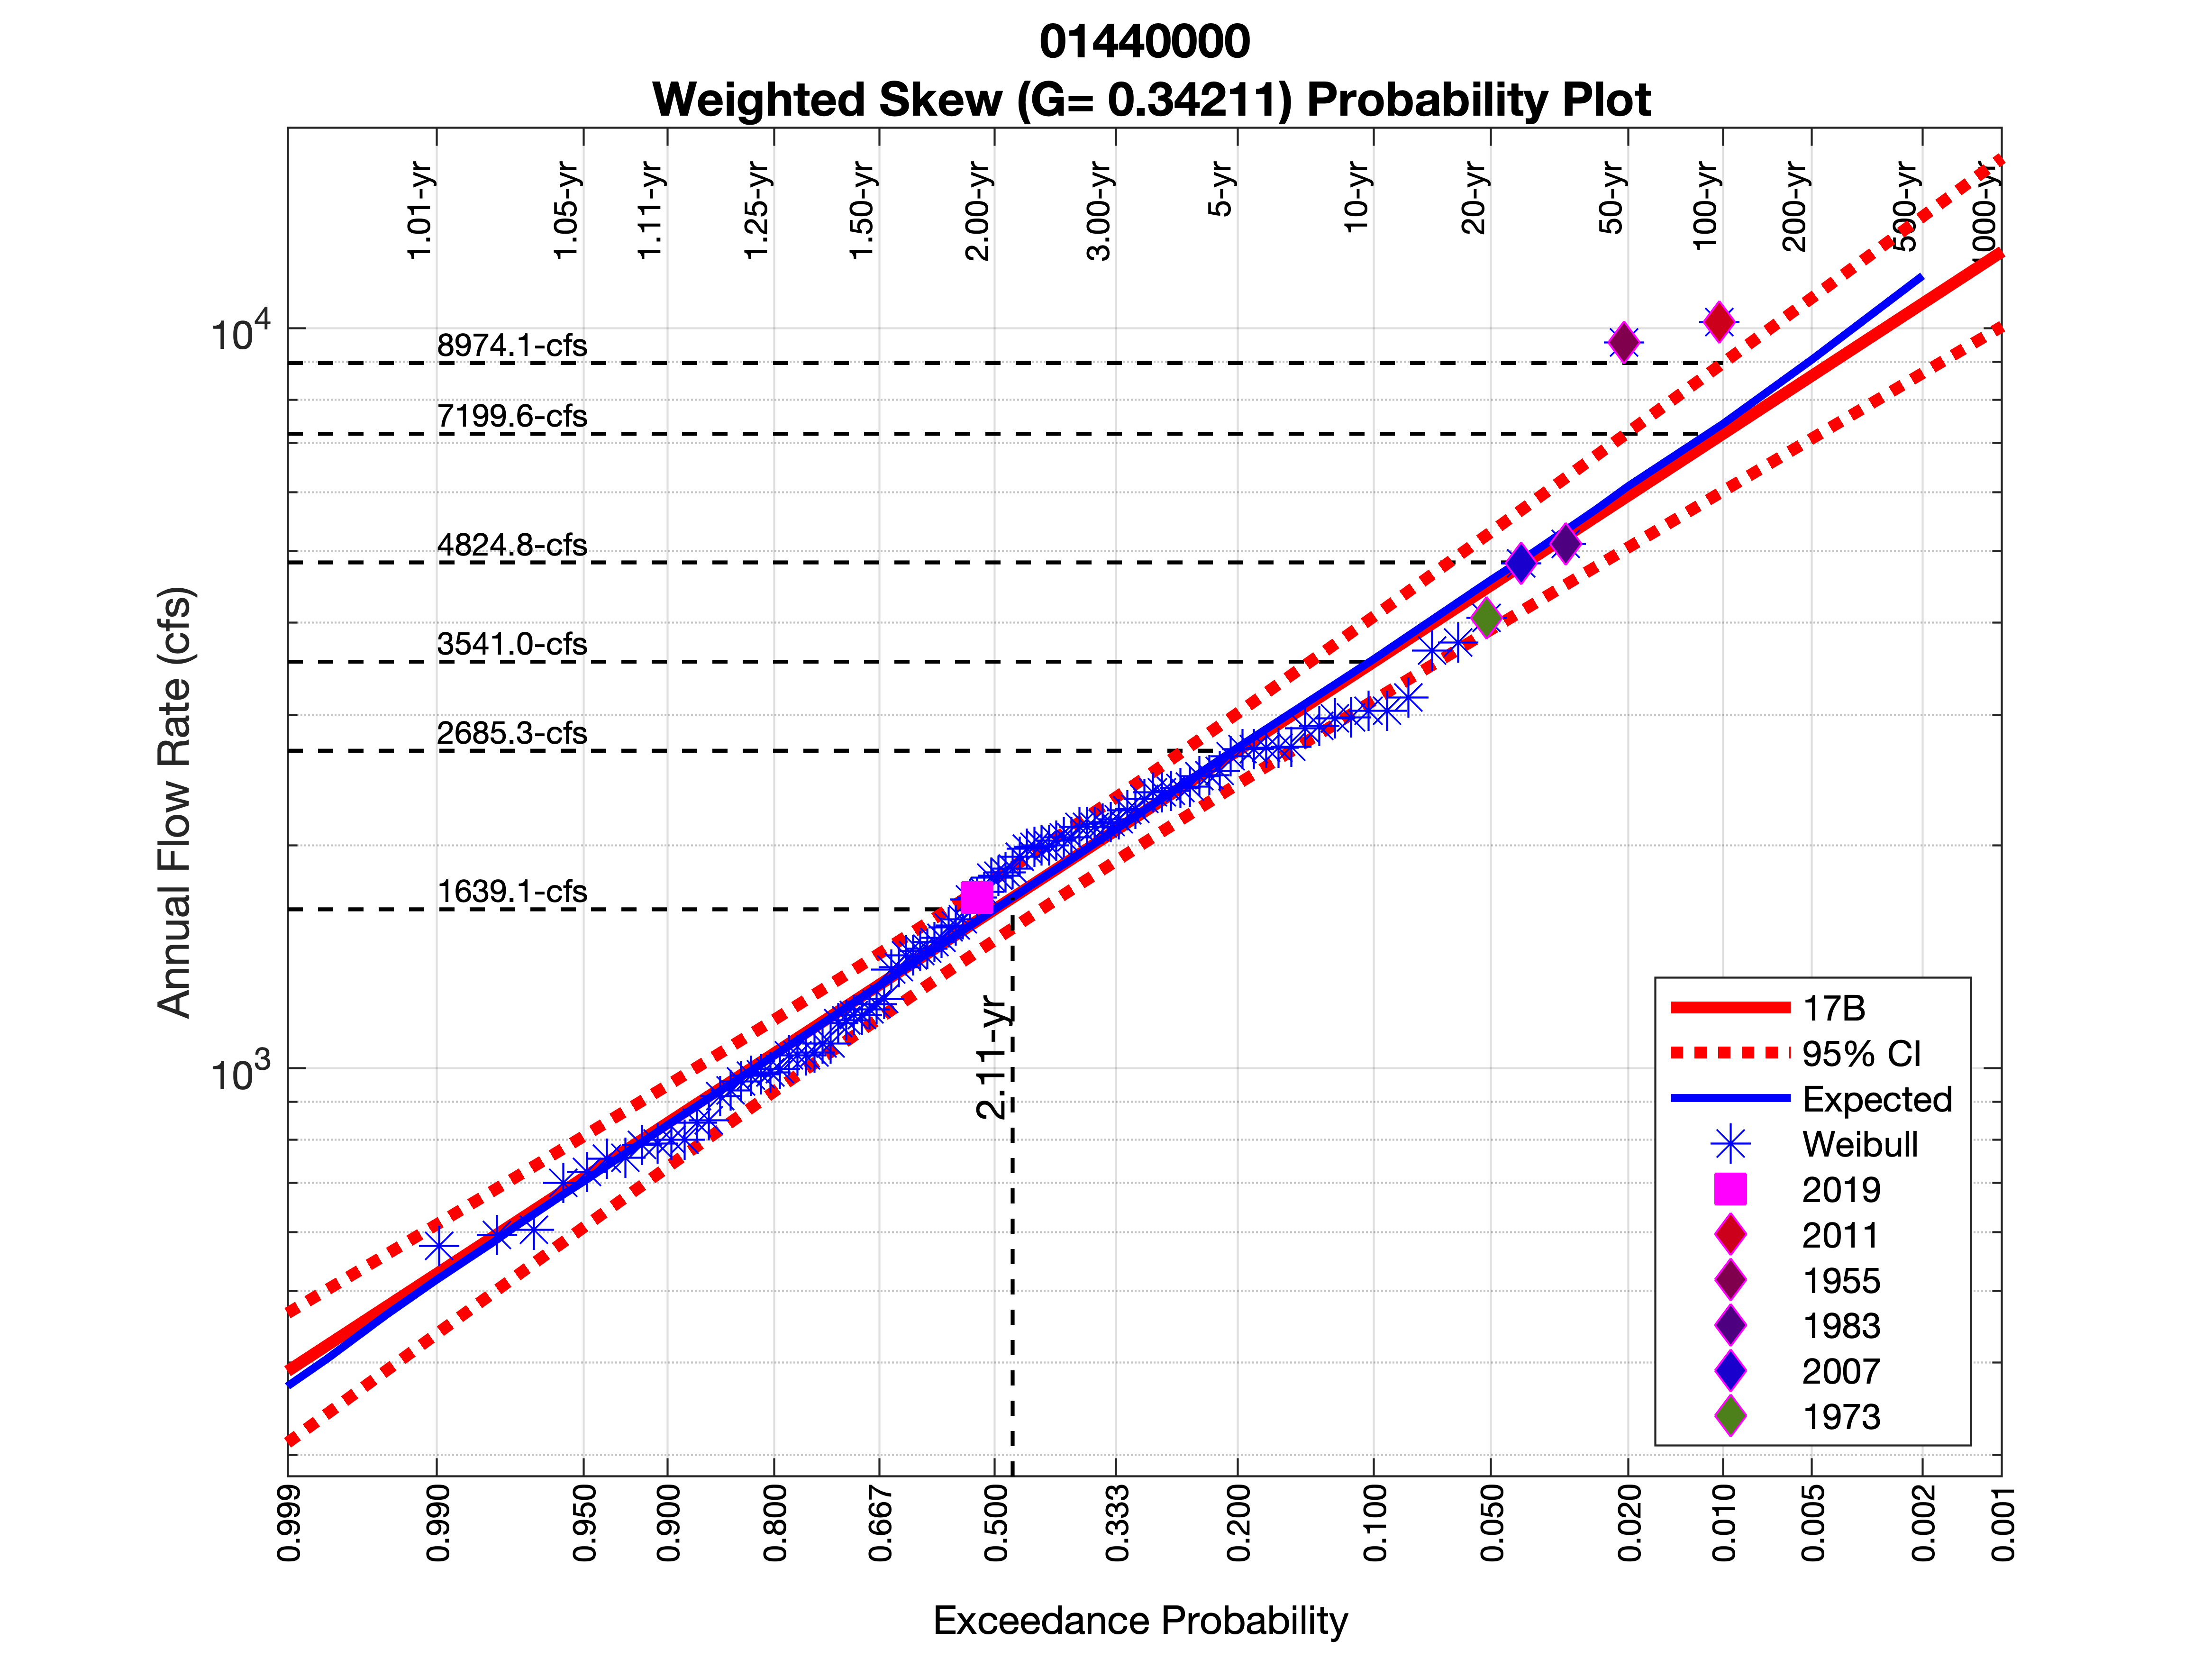 01440000
Weighted Skew (G= 0.34211) Probability Plot
1.01-yr
1.05-yr
1.11-yr
1.25-yr
1.50-yr
2.00-yr
3.00-yr
5-yr
10-yr
20-yr
50-yr
100-yr
200-yr
500-yr
1000-yr
10^4
10^3
Annual Flow Rate (cfs)
8974.1-cfs
7199.6-cfs
4824.8-cfs
3541.0-cfs
2685.3-cfs
1639.1-cfs
2.11-yr
17B
95% CI
Expected
Weibull
2019
2011
1955
1983
2007
1973
0.999
0.990
0.950
0.900
0.800
0.667
0.500
0.333
0.200
0.100
0.050
0.020
0.010
0.005
0.002
0.001
Exceedance Probability